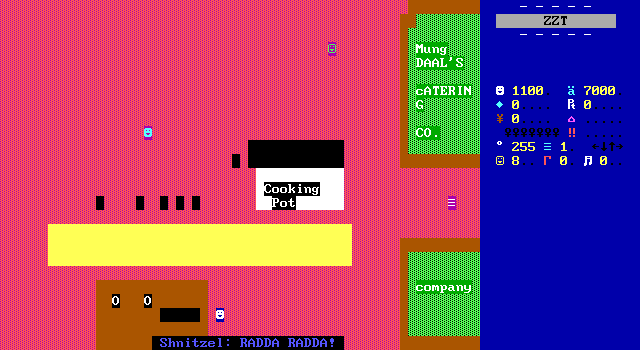 ZZT
Mung
DAAL'S
cATERIN
G
CO.
1100 ä 7000
0 R 0
0
255 1
8 0 0
Cooking
Pot
company
O O
Shnitzel: RADDA RADDA!